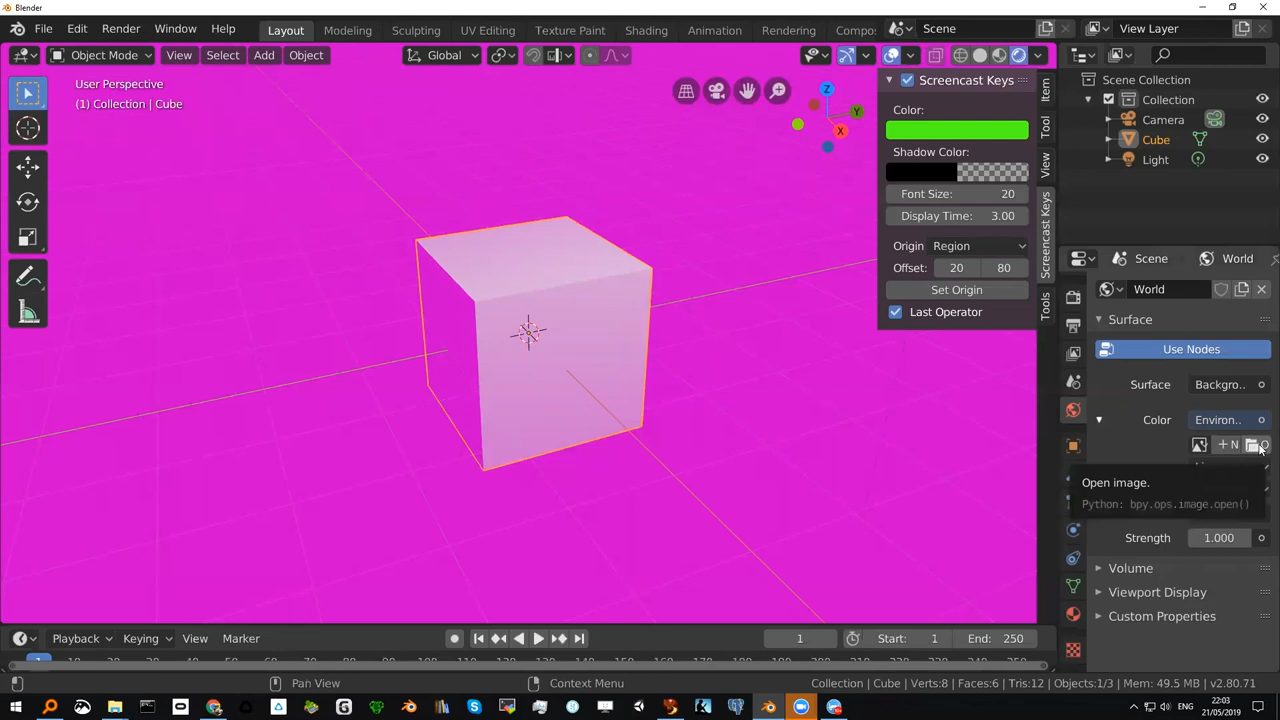 Blender
File Edit Render Window Help Layout Modeling Sculpting UV Editing Texture Paint Shading Animation Rendering Compos Scene View Layer
Object Mode View Select Add Object Global
User Perspective
(1) Collection | Cube
Z
Y
X
Screencast Keys
Color:
Shadow Color:
Font Size: 20
Display Time: 3.00
Origin Region
Offset: 20 80
Set Origin
Last Operator
Item
Tool
View
Screencast Keys
Tools
Scene Collection
Collection
Camera
Cube
Light
Scene World
World
Surface
Use Nodes
Surface Backgro..
Color Environ..
N
Open image.
Python: bpy.ops.image.open()
Strength 1.000
Volume
Viewport Display
Custom Properties
Playback Keying View Marker 1 Start: 1 End: 250
1
Pan View Context Menu Collection | Cube | Verts:8 | Faces:6 | Tris:12 | Objects:1/3 | Mem: 49.5 MB | v2.80.71
22:03
21/05/2019